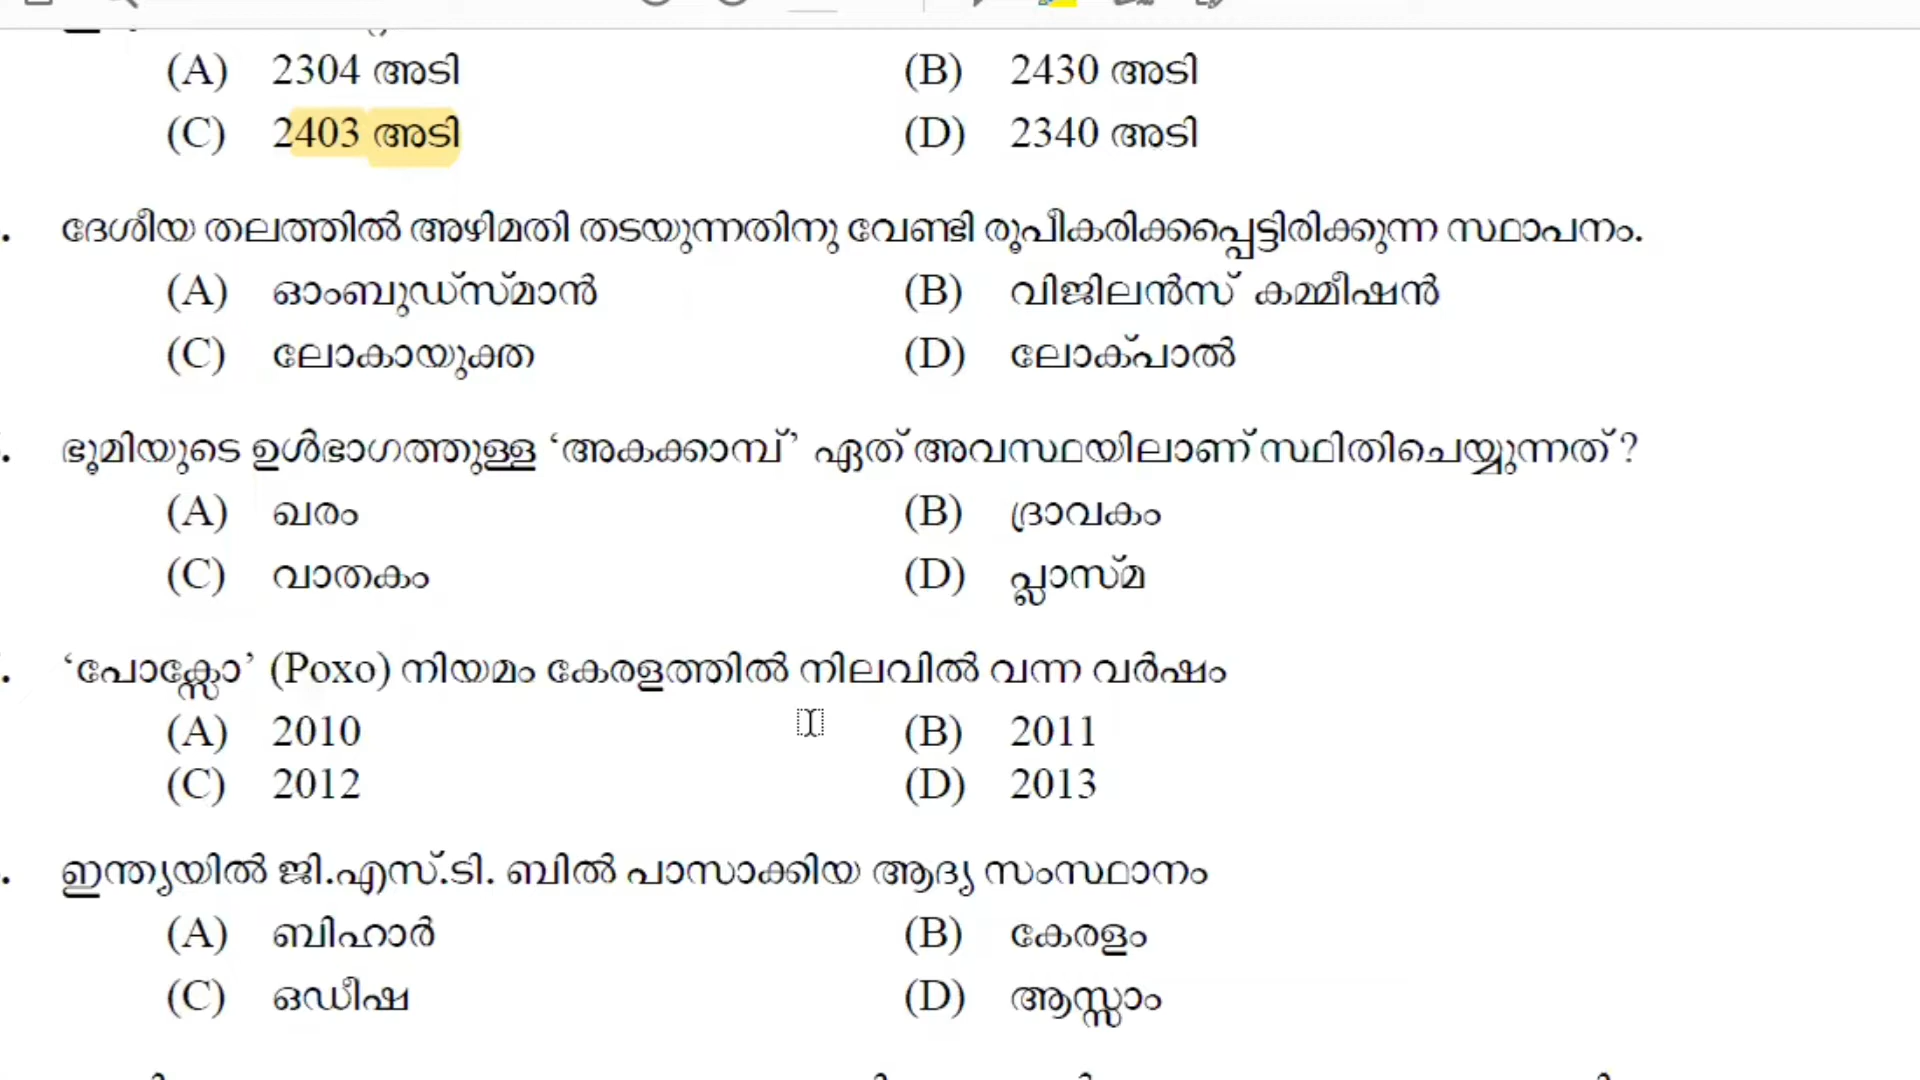 (A) 2304 അടി (B) 2430 അടി
(C) 2403 അടി (D) 2340 അടി
. ദേശീയ തലത്തിൽ അഴിമതി തടയുന്നതിനു വേണ്ടി രൂപീകരിക്കപ്പെട്ടിരിക്കുന്ന സ്ഥാപനം.
(A) ഓംബുഡ്സ്മാൻ (B) വിജിലൻസ് കമ്മീഷൻ
(C) ലോകായുക്ത (D) ലോക്പാൽ
. ഭൂമിയുടെ ഉൾഭാഗത്തുള്ള ‘അകക്കാമ്പ്’ ഏത് അവസ്ഥയിലാണ് സ്ഥിതിചെയ്യുന്നത് ?
(A) ഖരം (B) ദ്രാവകം
(C) വാതകം (D) പ്ലാസ്മ
. ‘പോക്സോ’ (Poxo) നിയമം കേരളത്തിൽ നിലവിൽ വന്ന വർഷം
(A) 2010 (B) 2011
(C) 2012 (D) 2013
. ഇന്ത്യയിൽ ജി.എസ്.ടി. ബിൽ പാസാക്കിയ ആദ്യ സംസ്ഥാനം
(A) ബിഹാർ (B) കേരളം
(C) ഒഡീഷ (D) ആസ്സാം